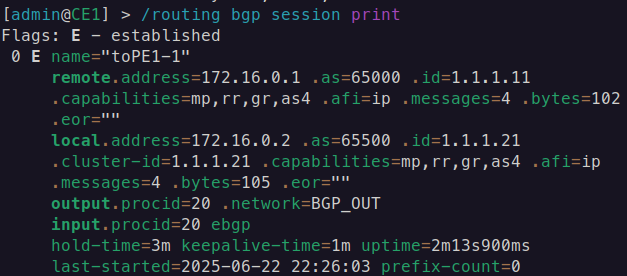 [admin@CE1] > /routing bgp session print
Flags: E - established
0 E name="toPE1-1"
remote.address=172.16.0.1 .as=65000 .id=1.1.1.11
.capabilities=mp,rr,gr,as4 .afi=ip .messages=4 .bytes=102
.eor=""
local.address=172.16.0.2 .as=65500 .id=1.1.1.21
.cluster-id=1.1.1.21 .capabilities=mp,rr,gr,as4 .afi=ip
.messages=4 .bytes=105 .eor=""
output.procid=20 .network=BGP_OUT
input.procid=20 ebgp
hold-time=3m keepalive-time=1m uptime=2m13s900ms
last-started=2025-06-22 22:26:03 prefix-count=0